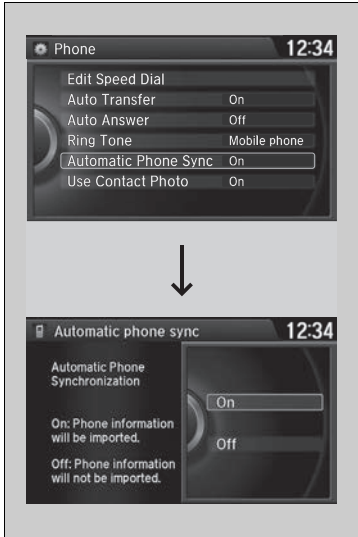 Phone 12:34
Edit Speed Dial
Auto Transfer On
Auto Answer Off
Ring Tone Mobile phone
Automatic Phone Sync On
Use Contact Photo On
Automatic phone sync 12:34
Automatic Phone
Synchronization
On: Phone information
will be imported.
Off: Phone information
will not be imported.
On
Off